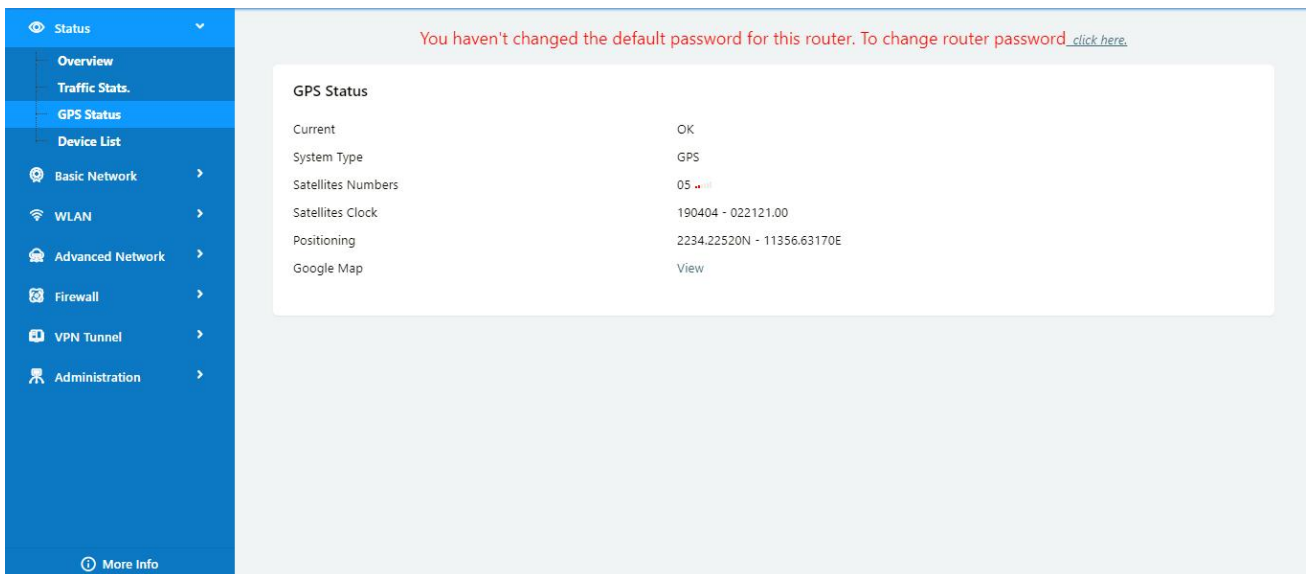 Status
Overview
Traffic Stats.
GPS Status
Device List
Basic Network
WLAN
Advanced Network
Firewall
VPN Tunnel
Administration
More Info
You haven't changed the default password for this router. To change router password click here.
GPS Status
Current OK
System Type GPS
Satellites Numbers 05
Satellites Clock 190404 - 022121.00
Positioning 2234.22520N - 11356.63170E
Google Map View